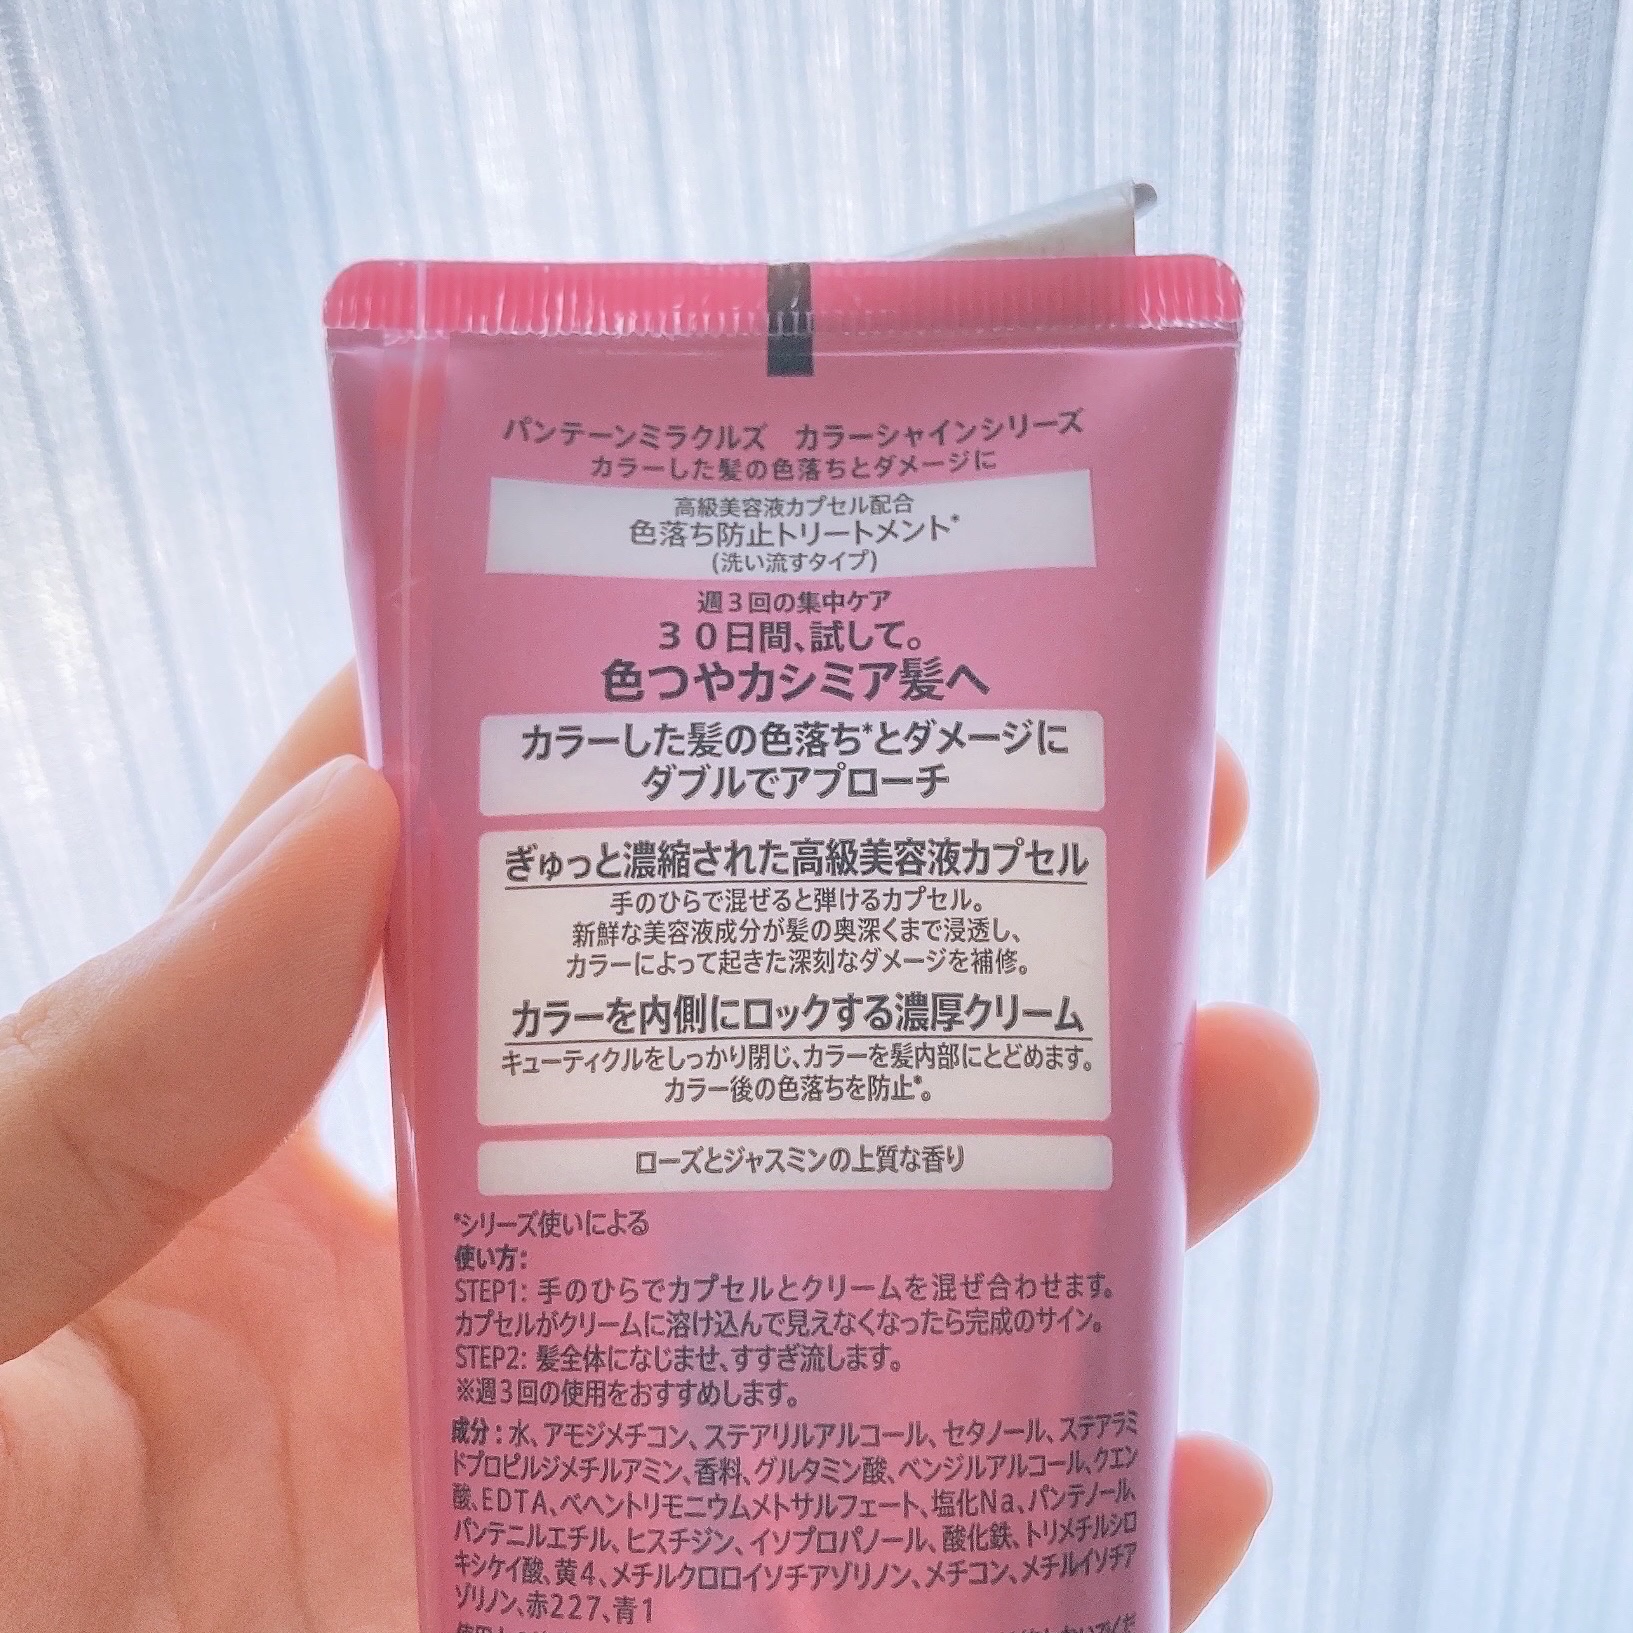 パンテーンミラクルズ　カラーシャインシリーズ
カラーした髪の色落ちとダメージに
高級美容液カプセル配合
色落ち防止トリートメント*
(洗い流すタイプ)
週3回の集中ケア
30日間、試して。
色つやカシミア髪へ
カラーした髪の色落ち*とダメージに
ダブルでアプローチ
ぎゅっと濃縮された高級美容液カプセル
手のひらで混ぜると弾けるカプセル。
新鮮な美容液成分が髪の奥深くまで浸透し、
カラーによって起きた深刻なダメージを補修。
カラーを内側にロックする濃厚クリーム
キューティクルをしっかり閉じ、カラーを髪内部にとどめます。
カラー後の色落ちを防止*。
ローズとジャスミンの上質な香り
*シリーズ使いによる
使い方:
STEP1: 手のひらでカプセルとクリームを混ぜ合わせます。
カプセルがクリームに溶け込んで見えなくなったら完成のサイン。
STEP2: 髪全体になじませ、すすぎ流します。
※週3回の使用をおすすめします。
成分:水、アモジメチコン、ステアリルアルコール、セタノール、ステアラミ
ドプロピルジメチルアミン、香料、グルタミン酸、ベンジルアルコール、クエン
酸、EDTA、ベヘントリモニウムメトサルフェート、塩化Na、パンテノール、
パンテニルエチル、ヒスチジン、イソプロパノール、酸化鉄、トリメチルシロ
キシケイ酸、黄4、メチルクロロイソチアゾリノン、メチコン、メチルイソチア
ゾリノン、赤227、青1